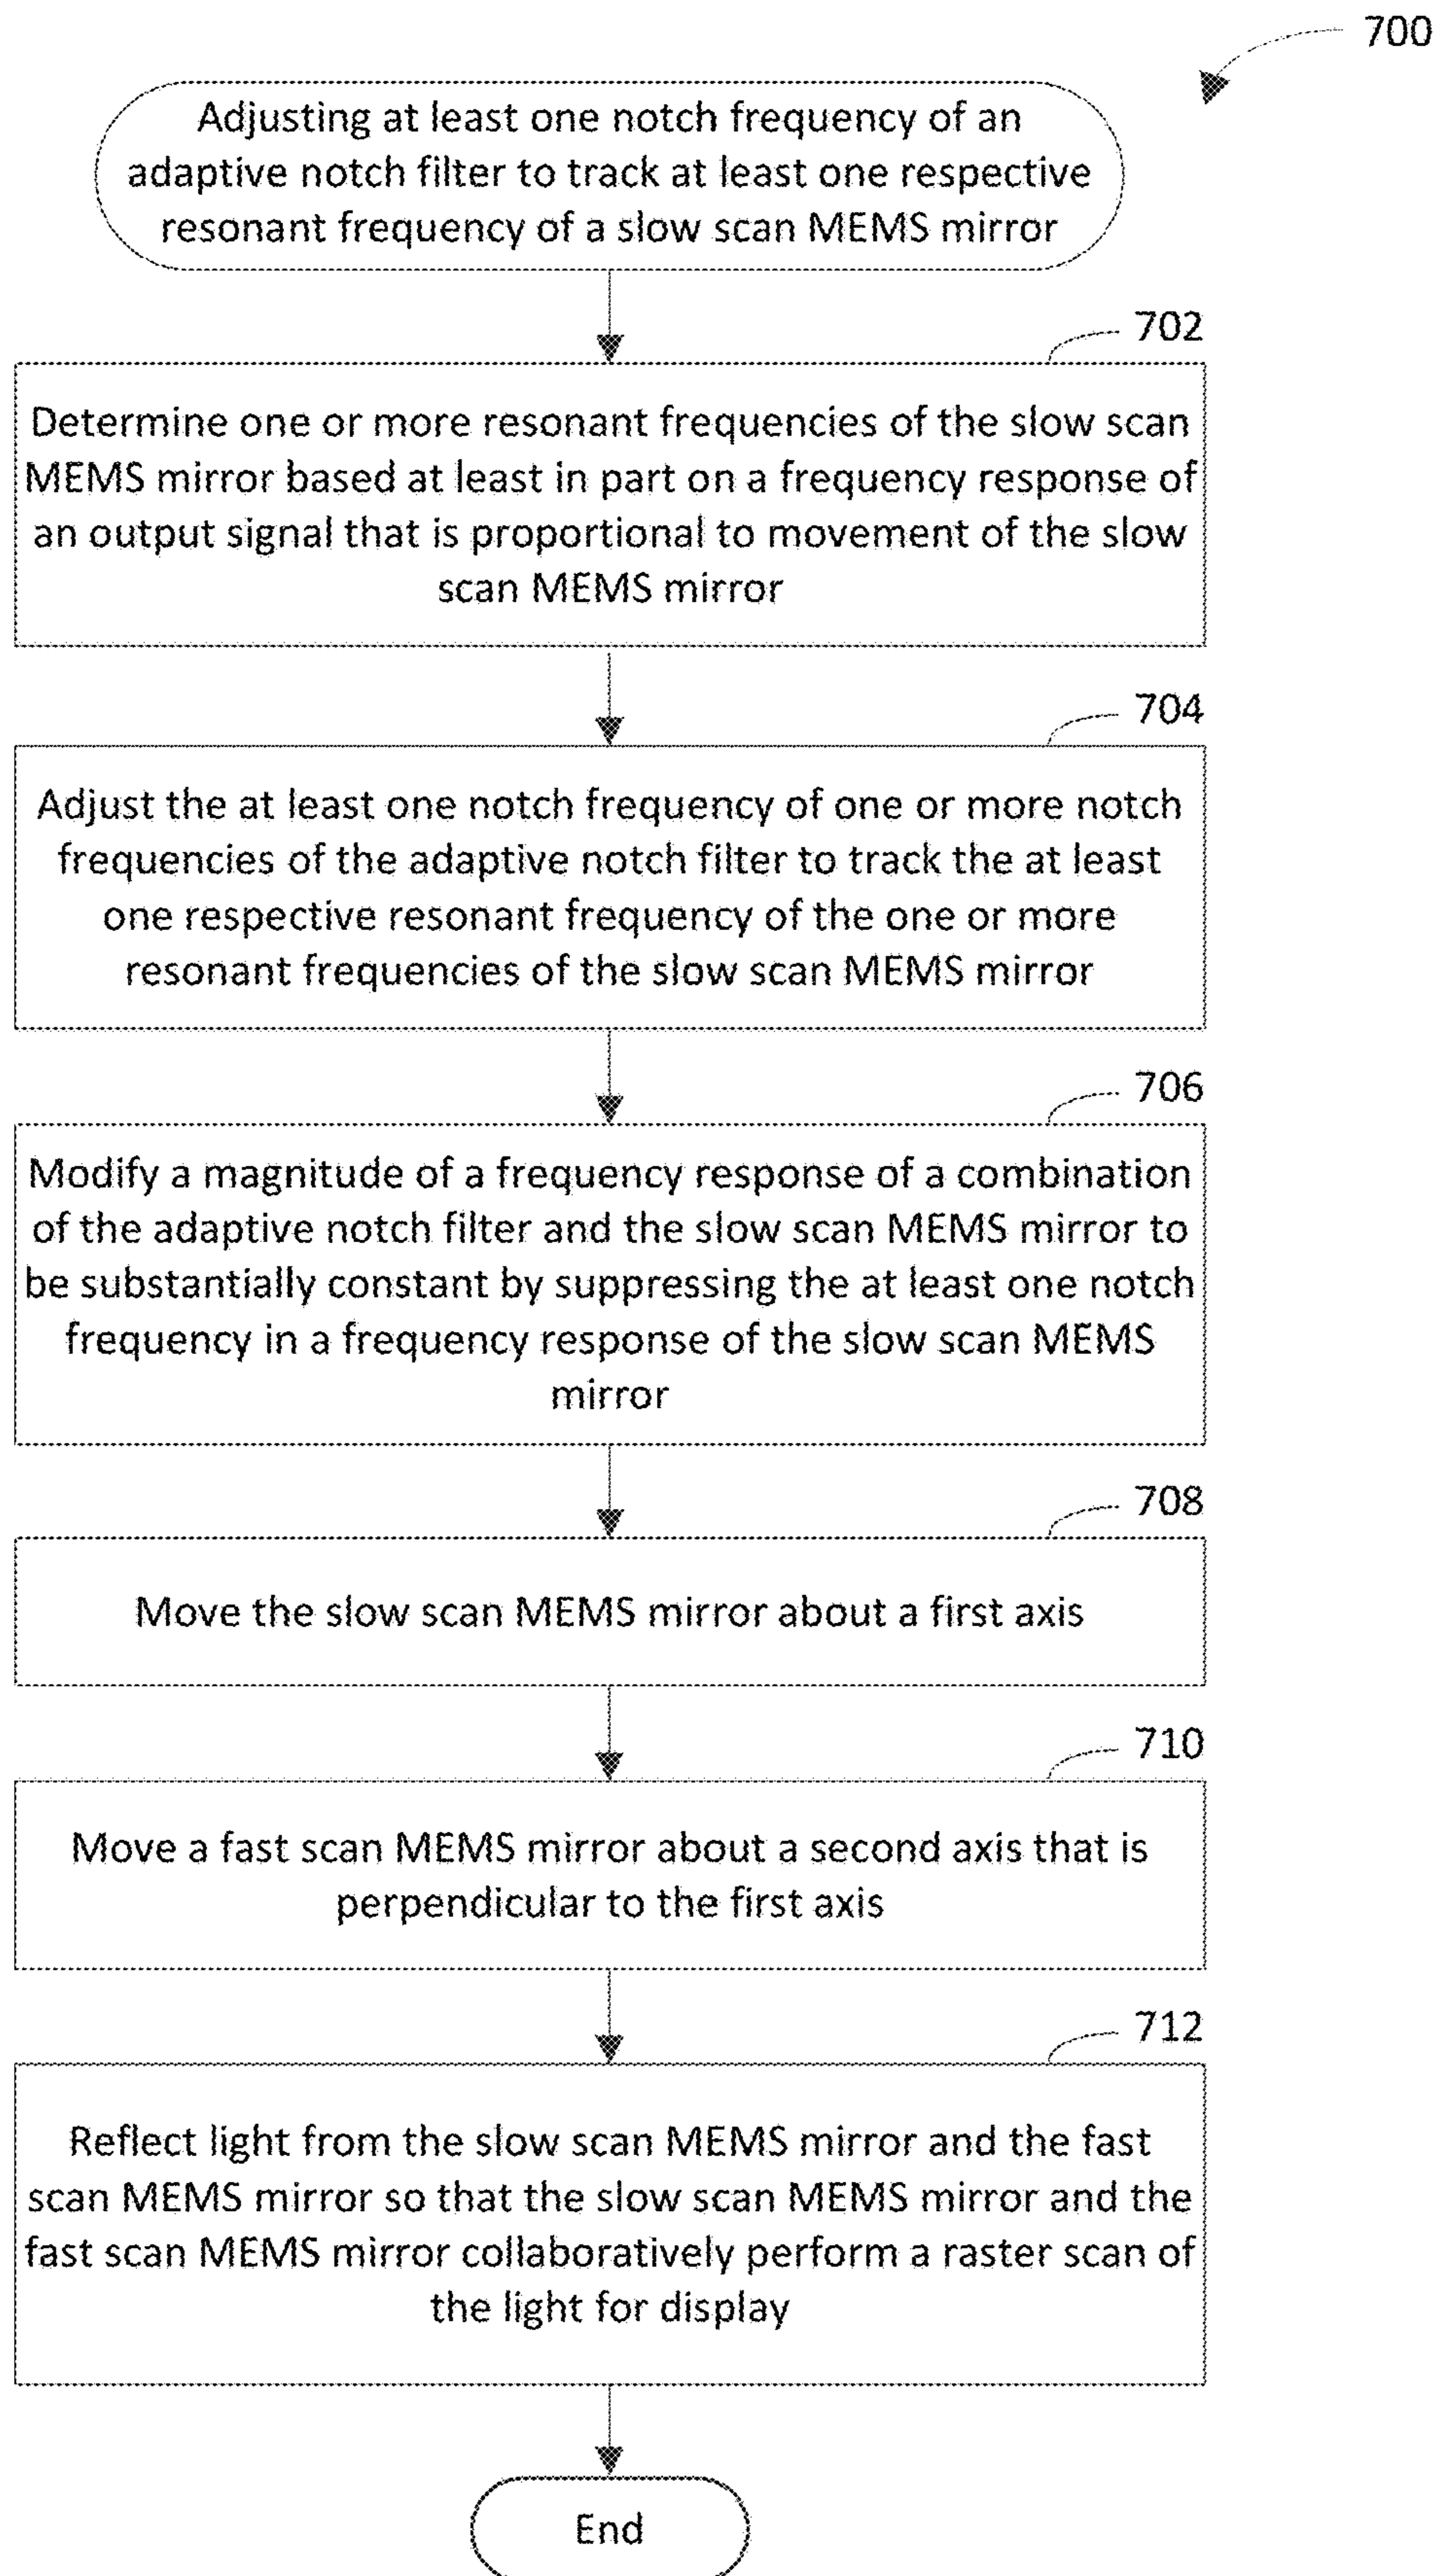 700
Adjusting at least one notch frequency of an
adaptive notch filter to track at least one respective
resonant frequency of a slow scan MEMS mirror
702
Determine one or more resonant frequencies of the slow scan
MEMS mirror based at least in part on a frequency response of
an output signal that is proportional to movement of the slow
scan MEMS mirror
704
Adjust the at least one notch frequency of one or more notch
frequencies of the adaptive notch filter to track the at least
one respective resonant frequency of the one or more
resonant frequencies of the slow scan MEMS mirror
706
Modify a magnitude of a frequency response of a combination
of the adaptive notch filter and the slow scan MEMS mirror to
be substantially constant by suppressing the at least one notch
frequency in a frequency response of the slow scan MEMS
mirror
708
Move the slow scan MEMS mirror about a first axis
710
Move a fast scan MEMS mirror about a second axis that is
perpendicular to the first axis
712
Reflect light from the slow scan MEMS mirror and the fast
scan MEMS mirror so that the slow scan MEMS mirror and the
fast scan MEMS mirror collaboratively perform a raster scan of
the light for display
End